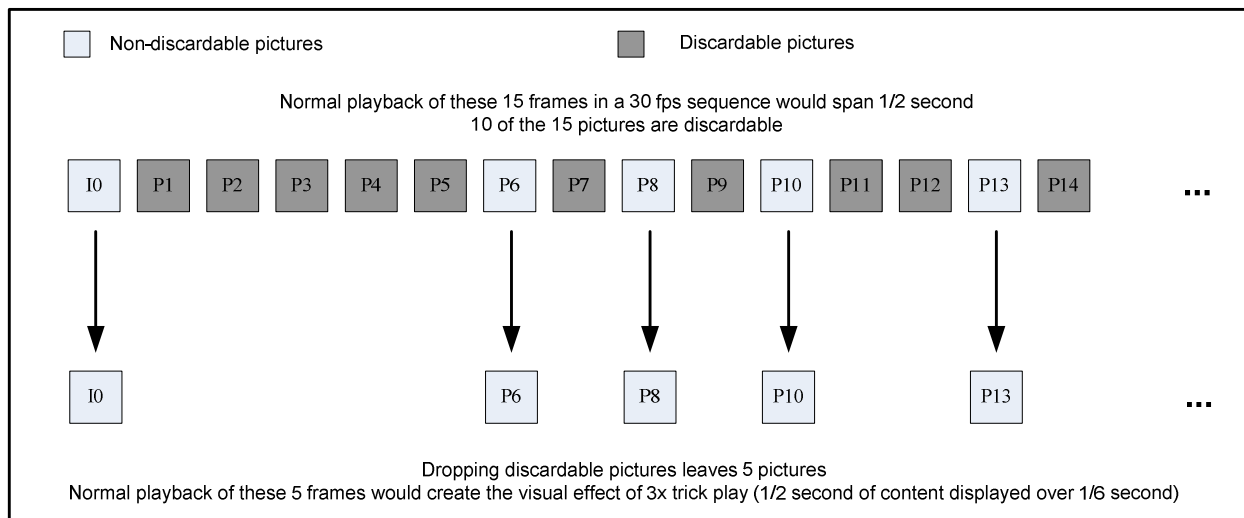 Non-discardable pictures
Discardable pictures
Normal playback of these 15 frames in a 30 fps sequence would span 1/2 second
10 of the 15 pictures are discardable
I0 P1 P2 P3 P4 P5 P6 P7 P8 P9 P10 P11 P12 P13 P14 ...
I0 P6 P8 P10 P13 ...
Dropping discardable pictures leaves 5 pictures
Normal playback of these 5 frames would create the visual effect of 3x trick play (1/2 second of content displayed over 1/6 second)